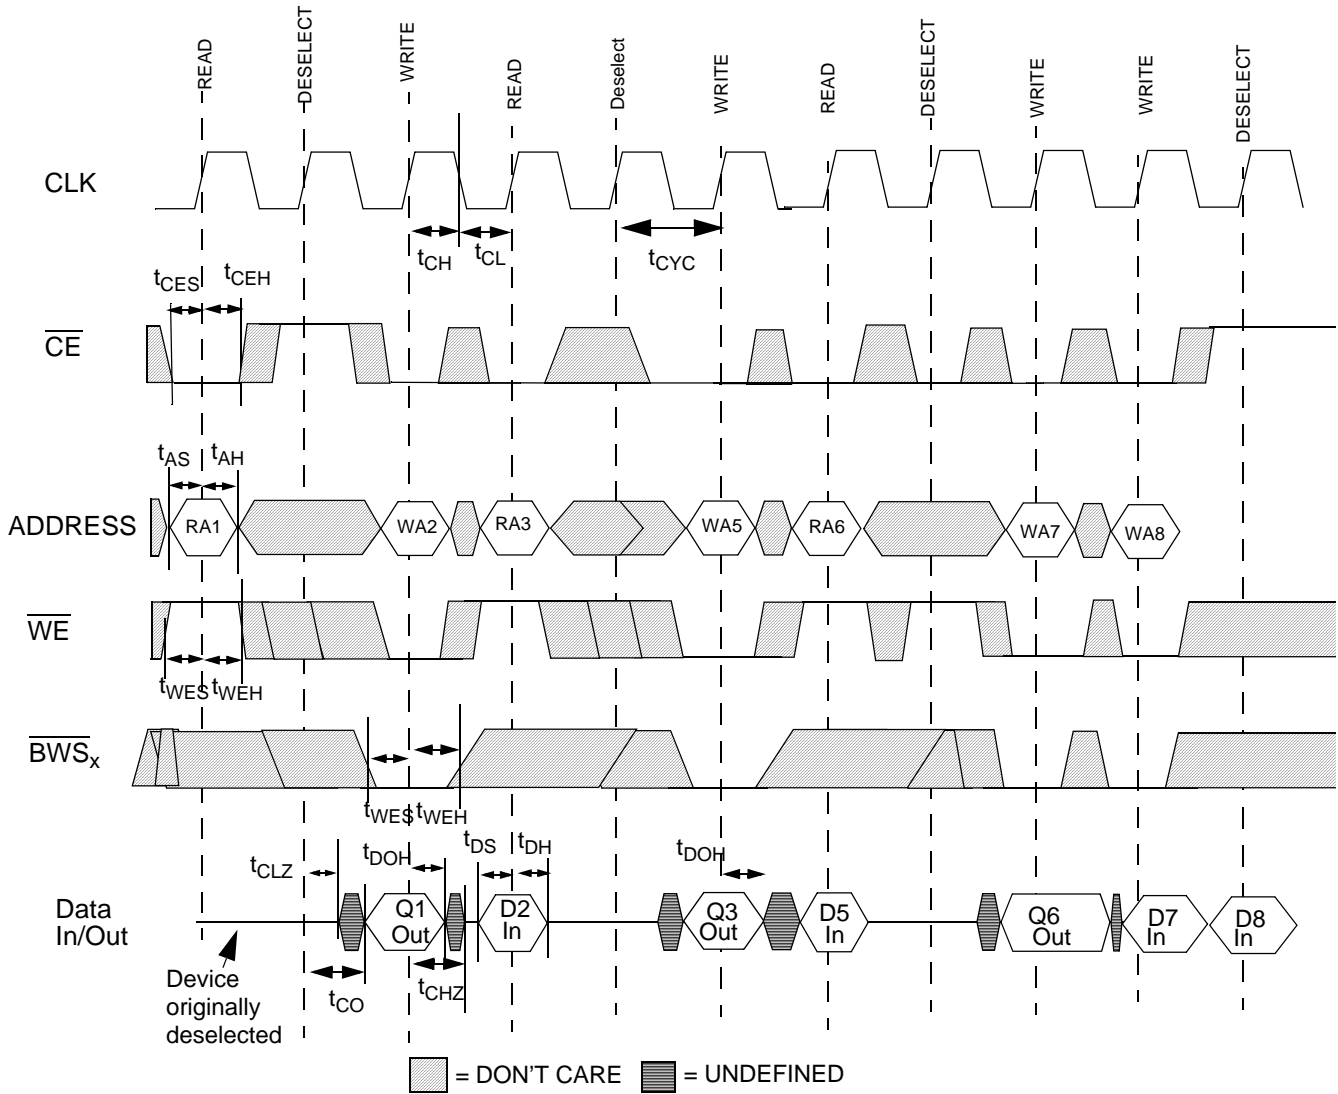 READ
DESELECT
WRITE
READ
Deselect
WRITE
READ
DESELECT
WRITE
WRITE
DESELECT
CLK
tCH
tCL
tCYC
tCES
tCEH
CE
tAS
tAH
ADDRESS
RA1
WA2
RA3
WA5
RA6
WA7
WA8
WE
tWES
tWEH
BWSx
tWES
tWEH
tCLZ
tDOH
tDS
tDH
tDOH
Data
In/Out
Q1
Out
D2
In
Q3
Out
D5
In
Q6
Out
D7
In
D8
In
Device
originally
deselected
tCO
tCHZ
= DON'T CARE
= UNDEFINED